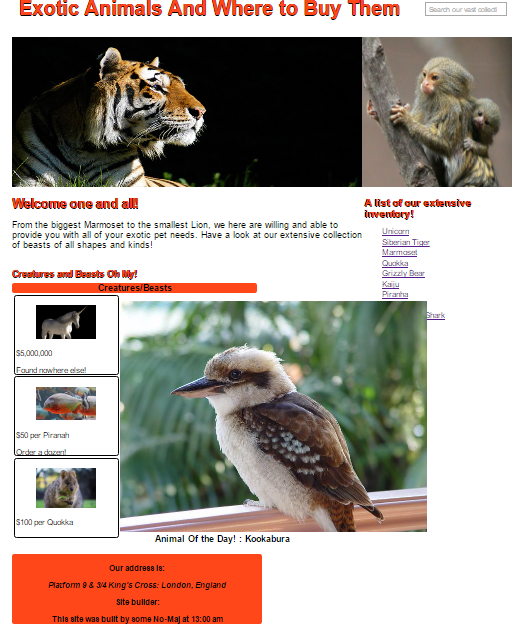 Exotic Animals And Where to Buy Them
Search our vast collecti
Welcome one and all!
From the biggest Marmoset to the smallest Lion, we here are willing and able to
provide you with all of your exotic pet needs. Have a look at our extensive collection
of beasts of all shapes and kinds!
A list of our extensive
inventory!
Unicorn
Siberian Tiger
Marmoset
Quokka
Grizzly Bear
Kaiju
Piranha
Shark
Creatures and Beasts Oh My!
Creatures/Beasts
$5,000,000
Found nowhere else!
$50 per Piranah
Order a dozen!
$100 per Quokka
Animal Of the Day! : Kookabura
Our address is:
Platform 9 & 3/4 King's Cross: London, England
Site builder:
This site was built by some No-Maj at 13:00 am